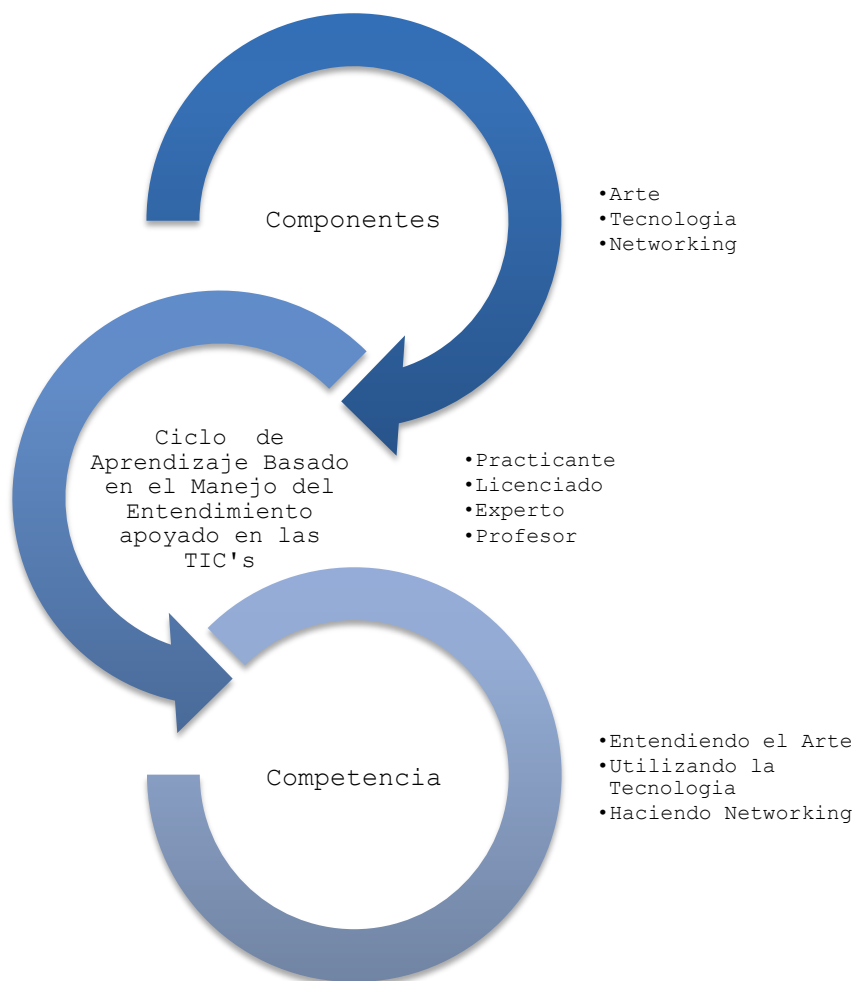 Componentes
•Arte
•Tecnologia
•Networking
Ciclo de
Aprendizaje Basado
en el Manejo del
Entendimiento
apoyado en las
TIC's
•Practicante
•Licenciado
•Experto
•Profesor
Competencia
•Entendiendo el Arte
•Utilizando la
Tecnologia
•Haciendo Networking